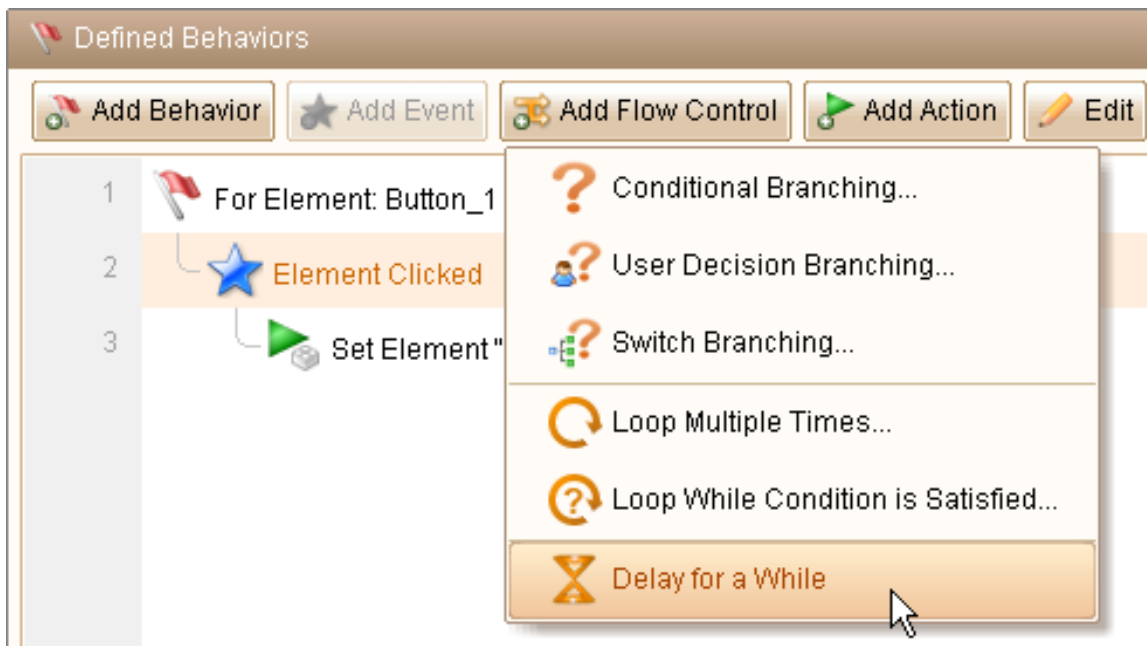 Defined Behaviors
Add Behavior Add Event Add Flow Control Add Action Edit
1 For Element: Button_1
2 Element Clicked
3 Set Element "
Conditional Branching...
User Decision Branching...
Switch Branching...
Loop Multiple Times...
Loop While Condition is Satisfied...
Delay for a While